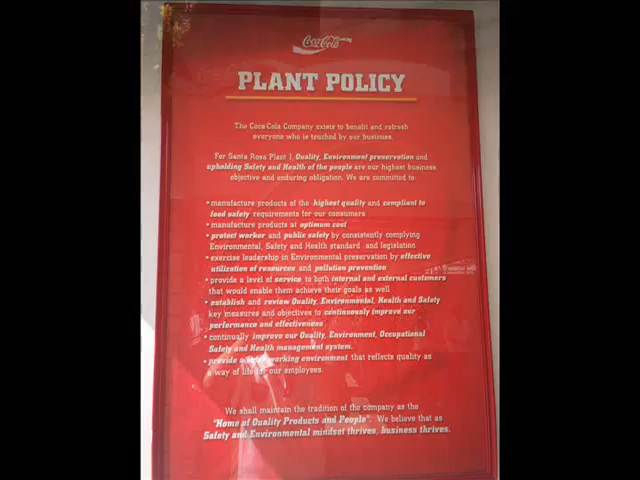 Coca-Cola
PLANT POLICY
The Coca-Cola Company exists to benefit and refresh
everyone who is touched by our business.
For Santa Rosa Plant 1, Quality, Environment preservation and
upholding Safety and Health of the people are our highest business
objective and enduring obligation. We are committed to:
• manufacture products of the highest quality and compliant to
food safety requirements for our consumers
• manufacture products at optimum cost
• protect worker and public safety by consistently complying
Environmental, Safety and Health standard and legislation
• exercise leadership in Environmental preservation by effective
utilization of resources and pollution prevention
• provide a level of service to both internal and external customers
that would enable them achieve their goals as well
• establish and review Quality, Environmental, Health and Safety
key measures and objectives to continuously improve our
performance and effectiveness
• continually improve our Quality, Environment, Occupational
Safety and Health management system.
• provide a working environment that reflects quality as
a way of life for our employees.
We shall maintain the tradition of the company as the
"Home of Quality Products and People". We believe that as
Safety and Environmental mindset thrives, business thrives.